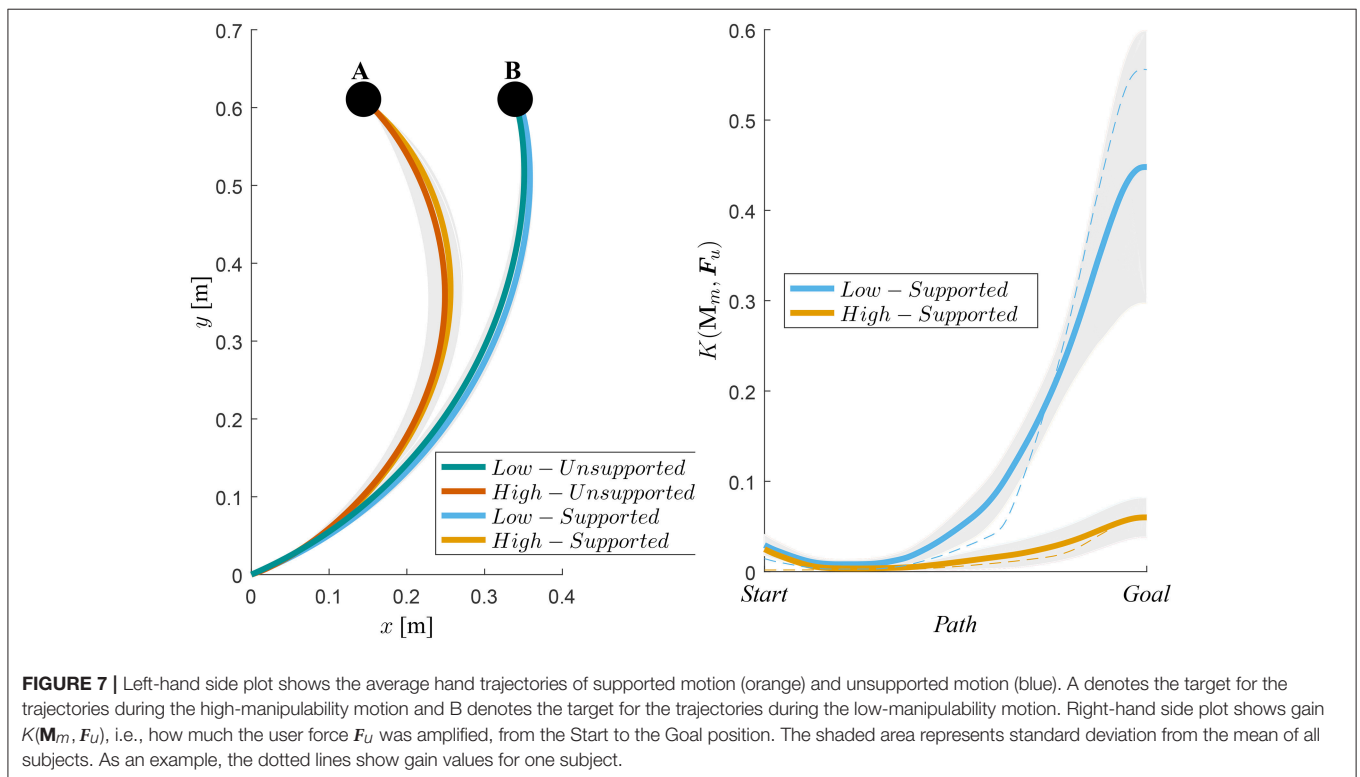 A
B
0.7
0.6
0.5
0.4
0.3
0.2
0.1
0
y [m]
0
0.1
0.2
0.3
0.4
x [m]
Low – Unsupported
High – Unsupported
Low – Supported
High – Supported
0.6
0.5
0.4
0.3
0.2
0.1
0
K(Mₘ, Fᵤ)
Low – Supported
High – Supported
Start
Goal
Path
FIGURE 7 | Left-hand side plot shows the average hand trajectories of supported motion (orange) and unsupported motion (blue). A denotes the target for the
trajectories during the high-manipulability motion and B denotes the target for the trajectories during the low-manipulability motion. Right-hand side plot shows gain
K(Mₘ, Fᵤ), i.e., how much the user force Fᵤ was amplified, from the Start to the Goal position. The shaded area represents standard deviation from the mean of all
subjects. As an example, the dotted lines show gain values for one subject.